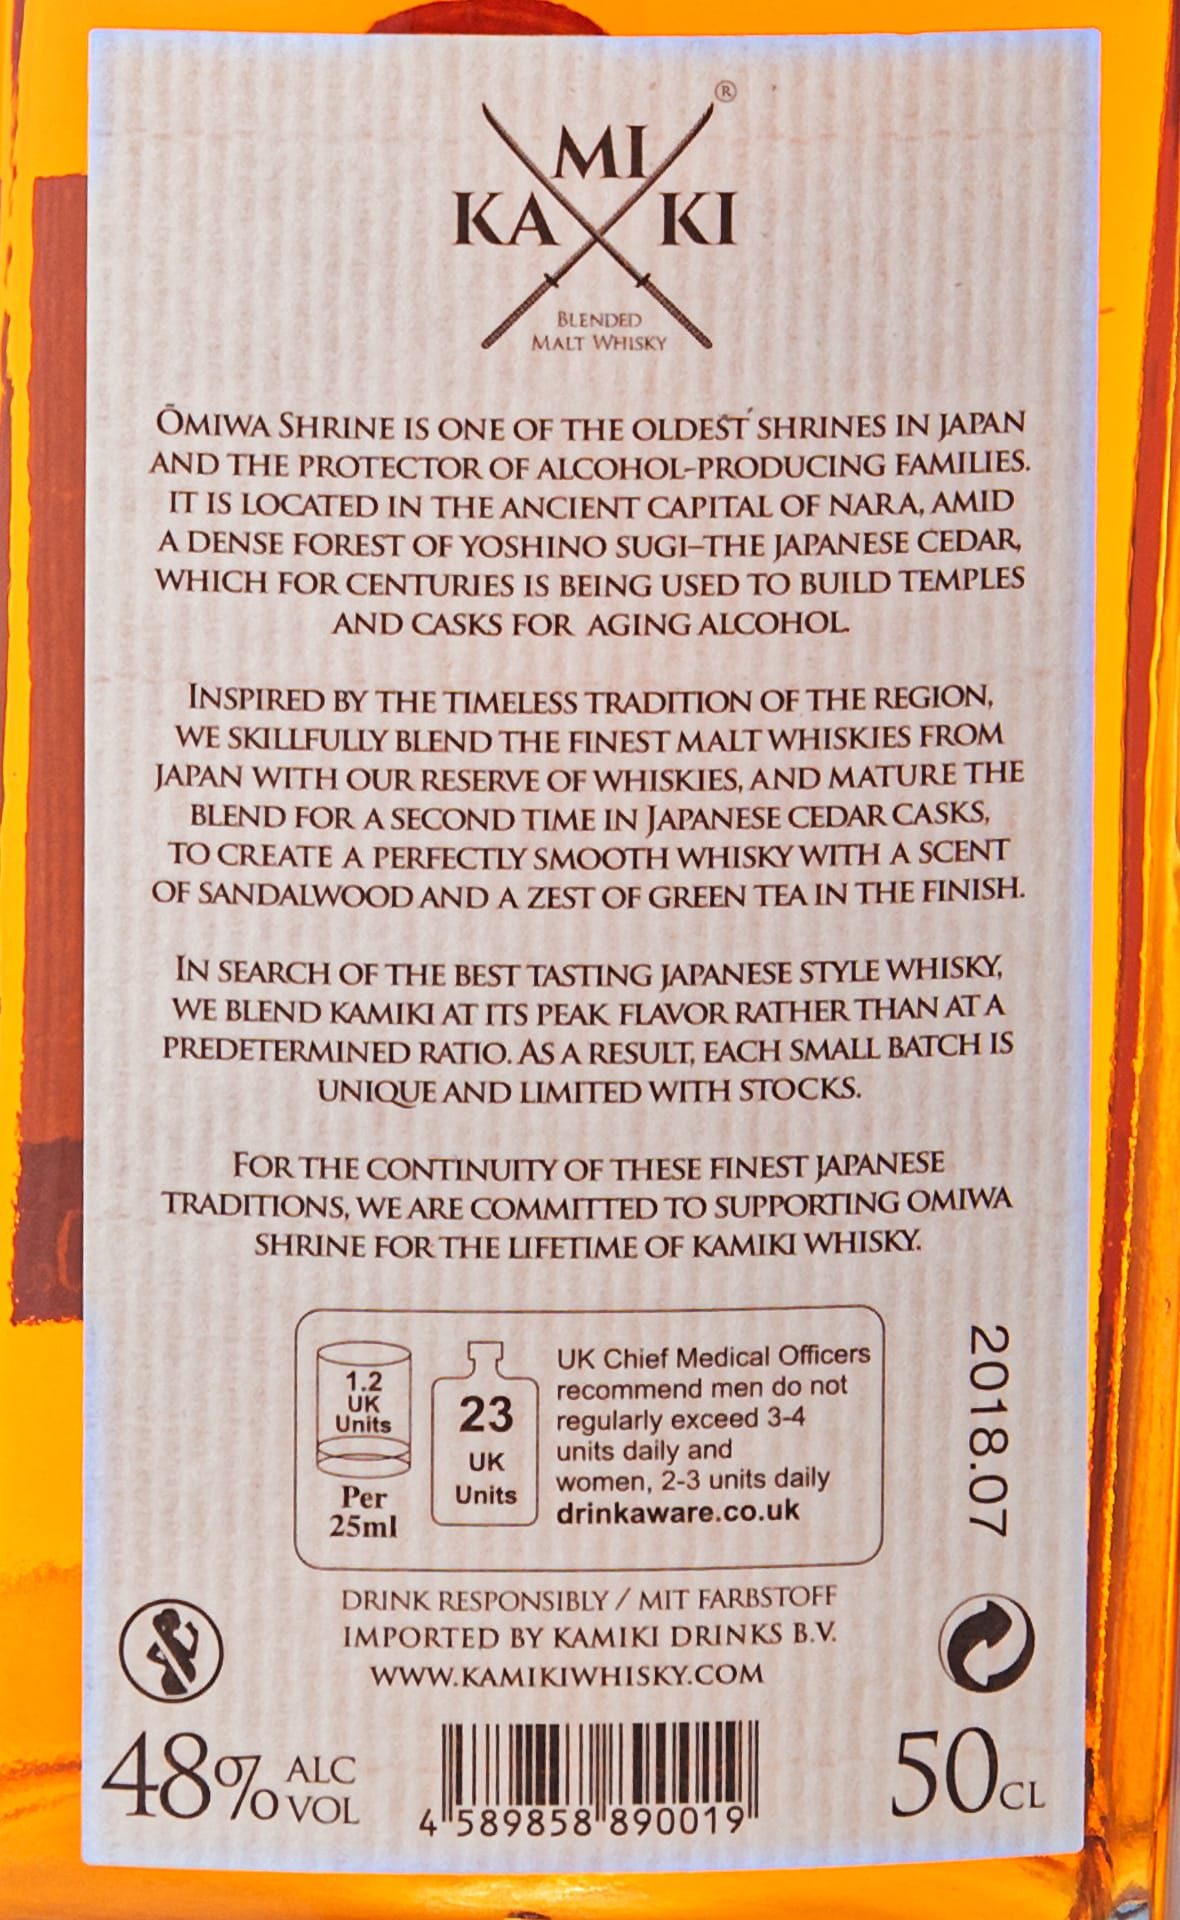 ®
MI
KA KI
BLENDED
MALT WHISKY
ŌMIWA SHRINE IS ONE OF THE OLDEST SHRINES IN JAPAN
AND THE PROTECTOR OF ALCOHOL-PRODUCING FAMILIES.
IT IS LOCATED IN THE ANCIENT CAPITAL OF NARA, AMID
A DENSE FOREST OF YOSHINO SUGI–THE JAPANESE CEDAR,
WHICH FOR CENTURIES IS BEING USED TO BUILD TEMPLES
AND CASKS FOR AGING ALCOHOL.
INSPIRED BY THE TIMELESS TRADITION OF THE REGION,
WE SKILLFULLY BLEND THE FINEST MALT WHISKIES FROM
JAPAN WITH OUR RESERVE OF WHISKIES, AND MATURE THE
BLEND FOR A SECOND TIME IN JAPANESE CEDAR CASKS,
TO CREATE A PERFECTLY SMOOTH WHISKY WITH A SCENT
OF SANDALWOOD AND A ZEST OF GREEN TEA IN THE FINISH.
IN SEARCH OF THE BEST TASTING JAPANESE STYLE WHISKY,
WE BLEND KAMIKI AT ITS PEAK FLAVOR RATHER THAN AT A
PREDETERMINED RATIO. AS A RESULT, EACH SMALL BATCH IS
UNIQUE AND LIMITED WITH STOCKS.
FOR THE CONTINUITY OF THESE FINEST JAPANESE
TRADITIONS, WE ARE COMMITTED TO SUPPORTING OMIWA
SHRINE FOR THE LIFETIME OF KAMIKI WHISKY.
1.2
UK
Units
Per
25ml
23
UK
Units
UK Chief Medical Officers
recommend men do not
regularly exceed 3-4
units daily and
women, 2-3 units daily
drinkaware.co.uk
2018.07
DRINK RESPONSIBLY / MIT FARBSTOFF
IMPORTED BY KAMIKI DRINKS B.V.
WWW.KAMIKIWHISKY.COM
48% ALC
VOL
4 589858 890019
50CL